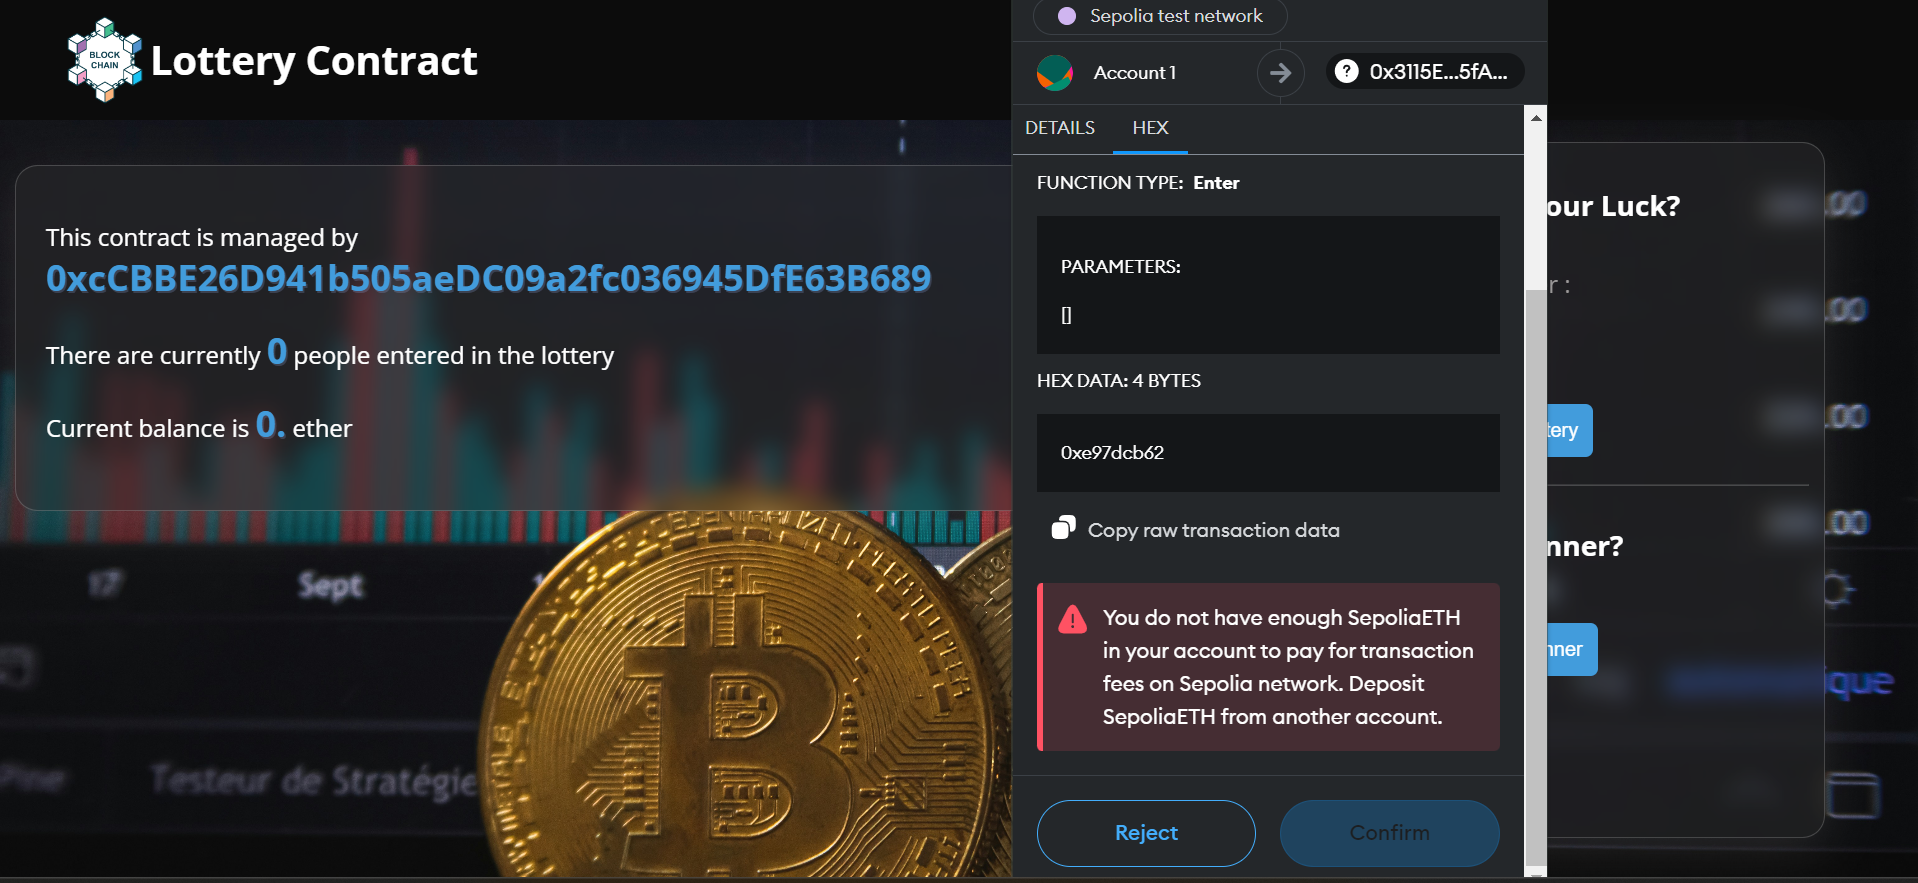 BLOCK
CHAIN
Lottery Contract
This contract is managed by
0xcCBBE26D941b505aeDC09a2fc036945DfE63B689
There are currently 0 people entered in the lottery
Current balance is 0. ether
17
Sept
Testeur de Stratégie
Sepolia test network
Account 1
0x3115E...5fA...
DETAILS
HEX
FUNCTION TYPE: Enter
PARAMETERS:
[]
HEX DATA: 4 BYTES
0xe97dcb62
Copy raw transaction data
You do not have enough SepoliaETH
in your account to pay for transaction
fees on Sepolia network. Deposit
SepoliaETH from another account.
Reject
Confirm
our Luck?
r :
tery
nner?
nner
.00
.00
.00
.00
que